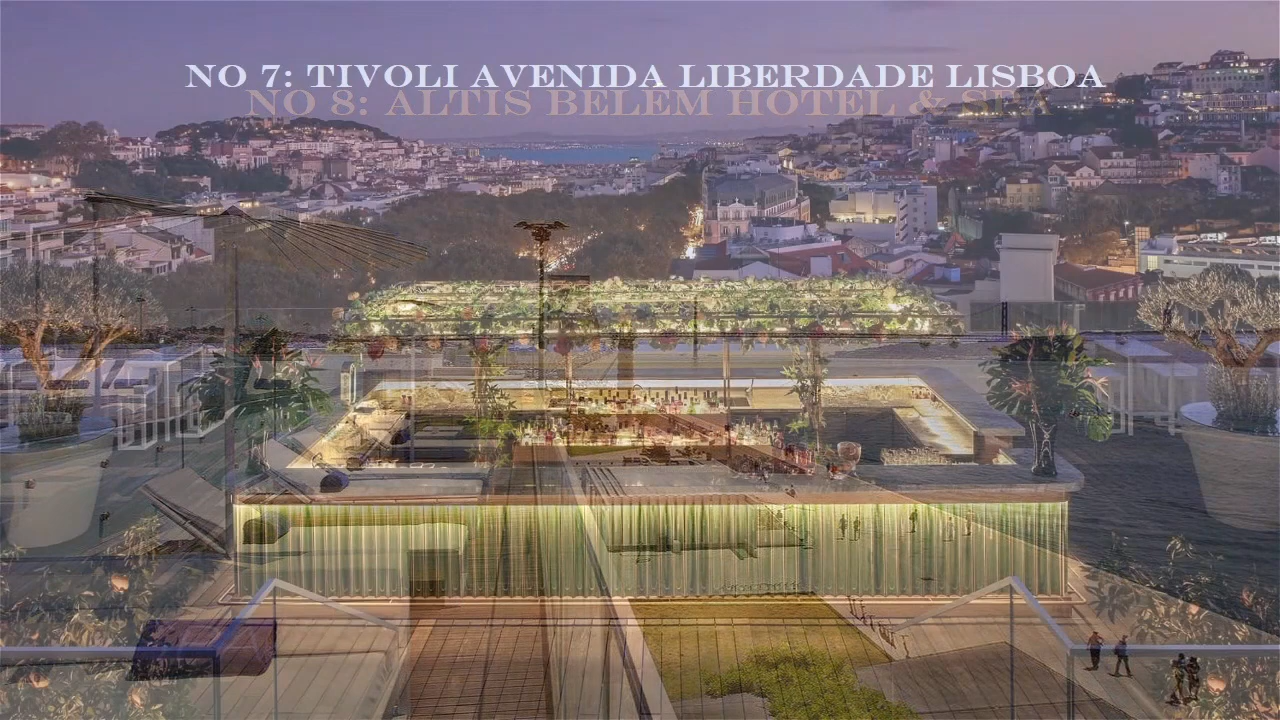 NO 7: TIVOLI AVENIDA LIBERDADE LISBOA
NO 8: ALTIS BELEM HOTEL &